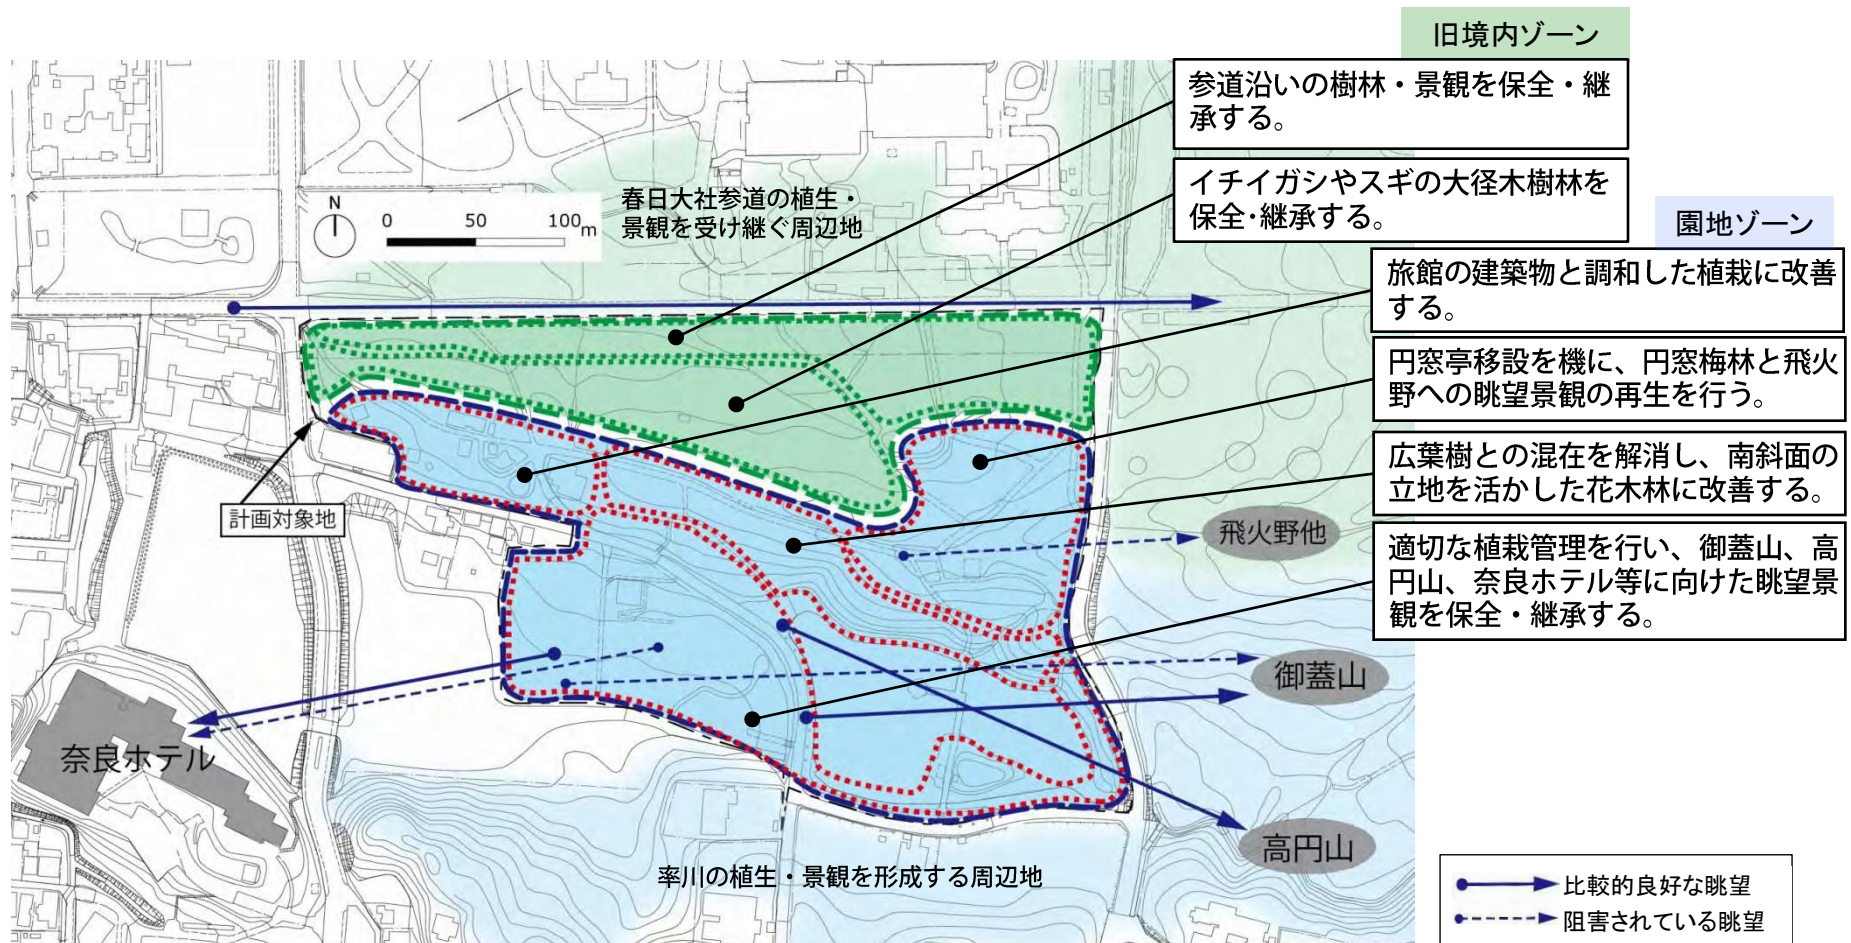 旧境内ゾーン
参道沿いの樹林・景観を保全・継
承する。
イチイガシやスギの大径木樹林を
保全・継承する。
園地ゾーン
旅館の建築物と調和した植栽に改善
する。
円窓亭移設を機に、円窓梅林と飛火
野への眺望景観の再生を行う。
広葉樹との混在を解消し、南斜面の
立地を活かした花木林に改善する。
適切な植栽管理を行い、御蓋山、高
円山、奈良ホテル等に向けた眺望景
観を保全・継承する。
N
0 50 100m
春日大社参道の植生・
景観を受け継ぐ周辺地
計画対象地
飛火野他
御蓋山
高円山
奈良ホテル
率川の植生・景観を形成する周辺地
比較的良好な眺望
阻害されている眺望